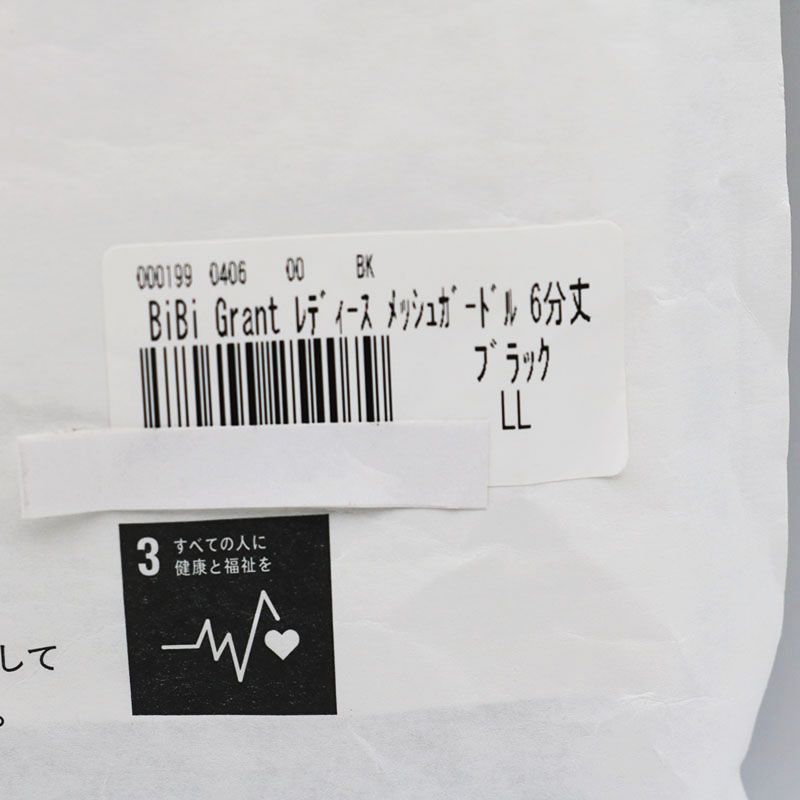 000199 0406 00 BK
BiBi Grant ﾚﾃﾞｨｰｽ ﾒｯｼｭｶﾞｰﾄﾞﾙ 6分丈
ﾌﾞﾗｯｸ
LL
3 すべての人に
健康と福祉を
して
。